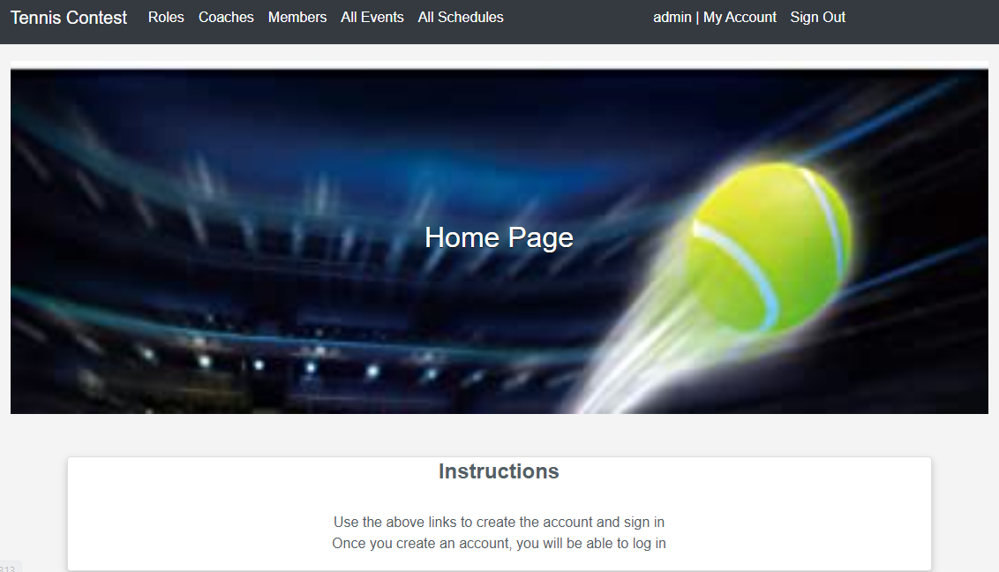 Tennis Contest Roles Coaches Members All Events All Schedules admin | My Account Sign Out
Home Page
Instructions
Use the above links to create the account and sign in
Once you create an account, you will be able to log in